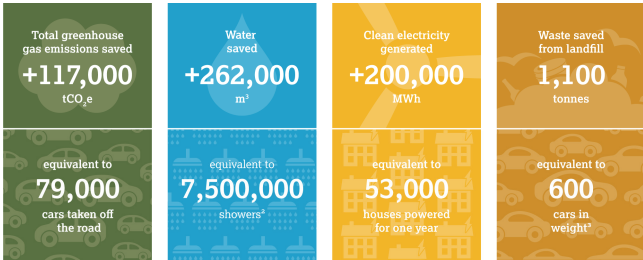 Total greenhouse
gas emissions saved
+117,000
tCO₂e
equivalent to
79,000
cars taken off
the road
Water
saved
+262,000
m³
equivalent to
7,500,000
showers²
Clean electricity
generated
+200,000
MWh
equivalent to
53,000
houses powered
for one year
Waste saved
from landfill
1,100
tonnes
equivalent to
600
cars in
weight³